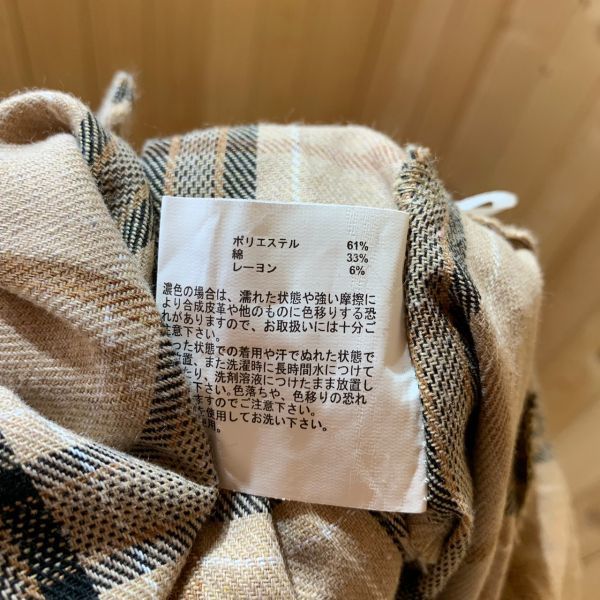 ポリエステル 61%
綿 33%
レーヨン 6%
濃色の場合は、濡れた状態や強い摩擦に
より合成皮革や他のものに色移りする恐
れがありますので、お取扱いには十分ご
注意下さい。
った状態での着用や汗でぬれた状態で
放置、また洗濯時に長時間水につけて
たり、洗剤溶液につけたまま放置し
下さい。色落ちや、色移りの恐れ
ますのでご注意下さい。
使用してお洗い下さい。
用。